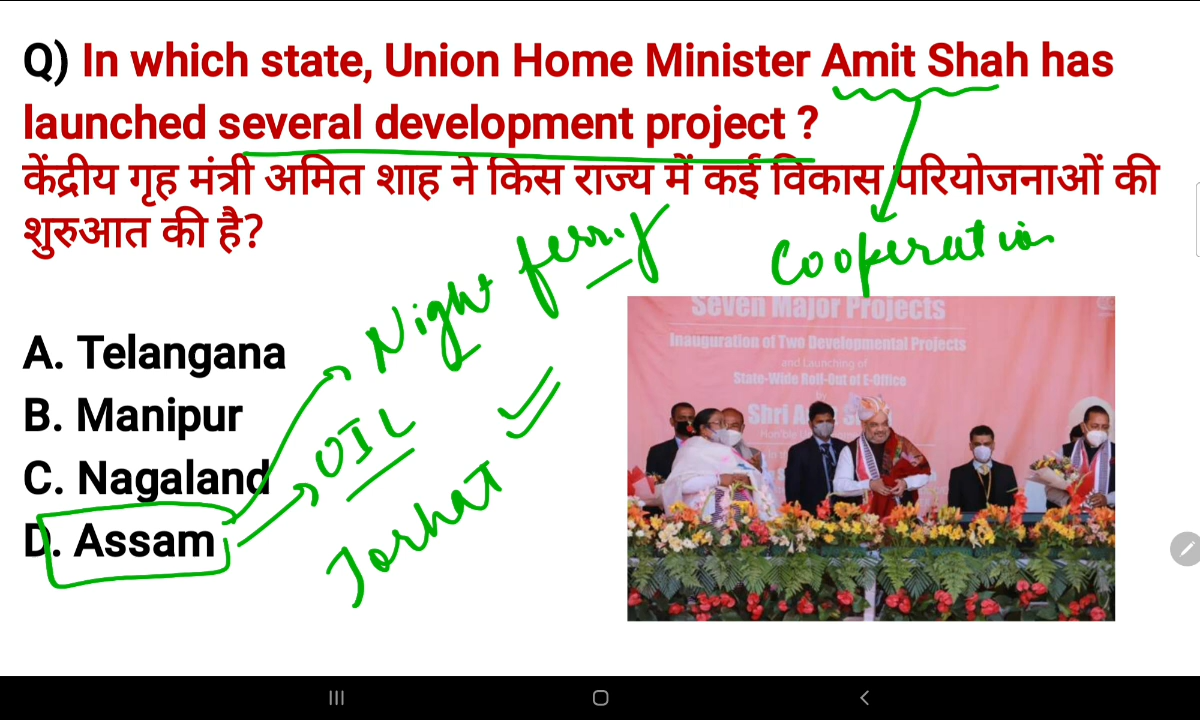 Q) In which state, Union Home Minister Amit Shah has
launched several development project ?
केंद्रीय गृह मंत्री अमित शाह ने किस राज्य में कई विकास परियोजनाओं की
शुरुआत की है?
Night ferry
Cooperation
A. Telangana
B. Manipur
C. Nagaland
D. Assam
OIL
Jorhat
Seven Major Projects
Inauguration of Two Developmental Projects
and Launching of
State-Wide Roll-Out of E-Office
by
Shri